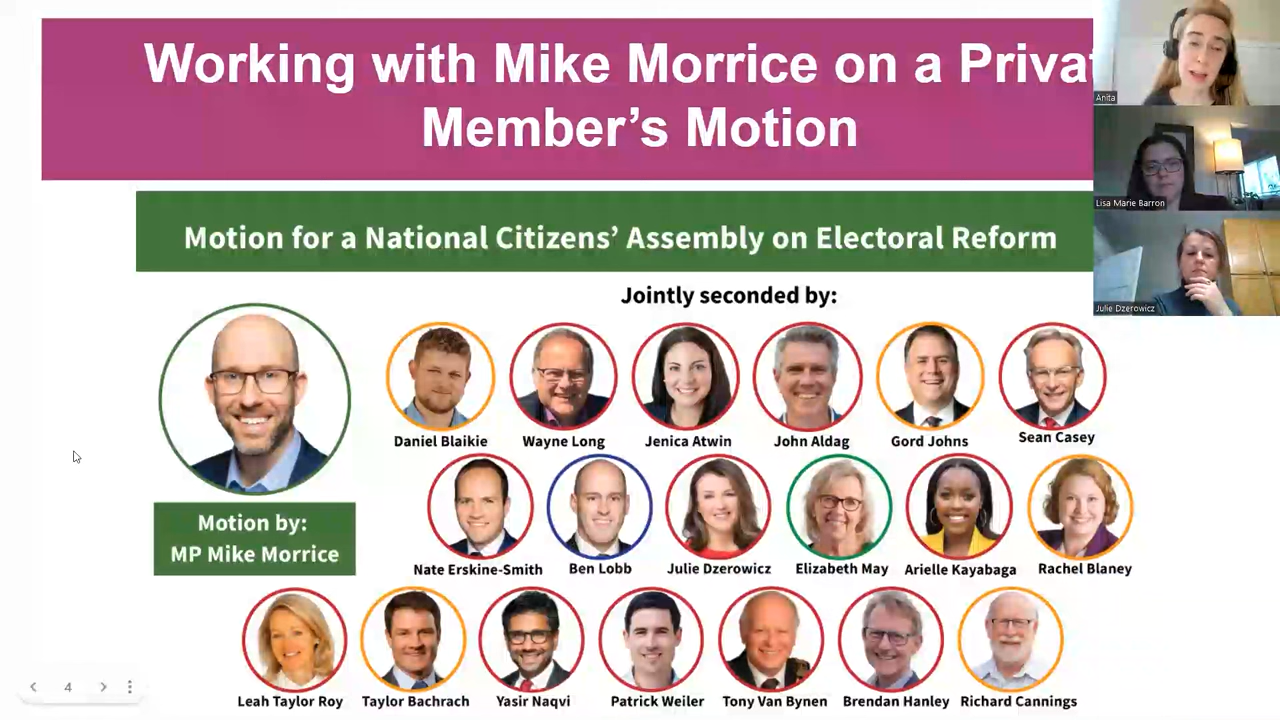 Working with Mike Morrice on a Privat
Member's Motion
Anita
Lisa Marie Barron
Julie Dzerowicz
Motion for a National Citizens' Assembly on Electoral Reform
Jointly seconded by:
Daniel Blaikie
Wayne Long
Jenica Atwin
John Aldag
Gord Johns
Sean Casey
Motion by:
MP Mike Morrice
Nate Erskine-Smith
Ben Lobb
Julie Dzerowicz
Elizabeth May
Arielle Kayabaga
Rachel Blaney
Leah Taylor Roy
Taylor Bachrach
Yasir Naqvi
Patrick Weiler
Tony Van Bynen
Brendan Hanley
Richard Cannings
4